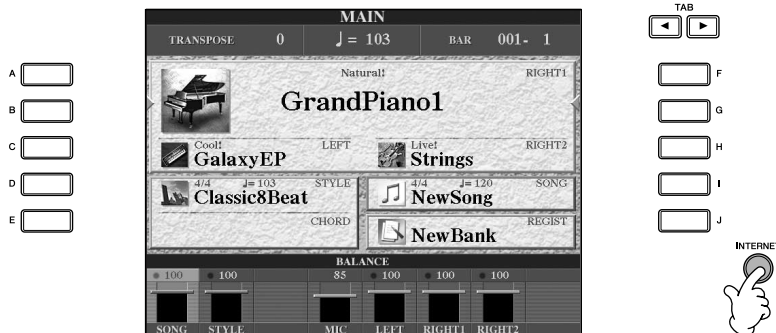 TAB
MAIN
TRANSPOSE 0 ♩= 103 BAR 001- 1
A
B
C
D
E
F
G
H
I
J
Natural! RIGHT1
GrandPiano1
Cool! LEFT
GalaxyEP
Live! RIGHT2
Strings
4/4 ♩=103 STYLE
Classic8Beat
4/4 ♩=120 SONG
NewSong
CHORD
REGIST
NewBank
INTERNE
BALANCE
100 100 85 100 100 100
SONG STYLE MIC LEFT RIGHT1 RIGHT2